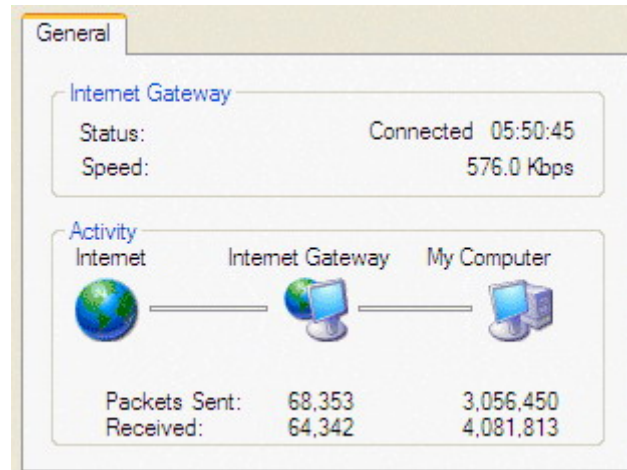 General
Internet Gateway
Status: Connected 05:50:45
Speed: 576.0 Kbps
Activity
Internet Internet Gateway My Computer
Packets Sent: 68,353 3,056,450
Received: 64,342 4,081,813